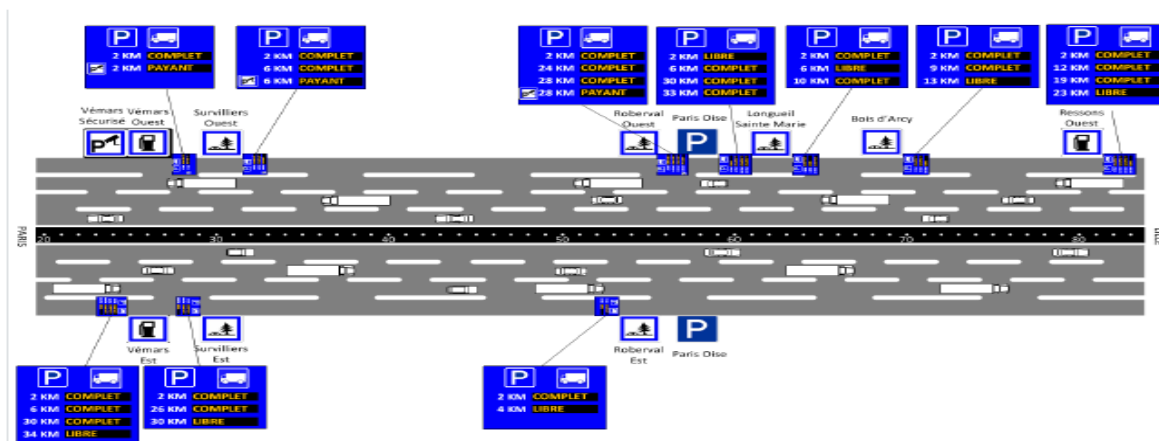 P
2 KM COMPLET
2 KM PAYANT
P
2 KM COMPLET
6 KM COMPLET
6 KM PAYANT
P
2 KM COMPLET
24 KM COMPLET
28 KM COMPLET
28 KM PAYANT
P
2 KM LIBRE
6 KM COMPLET
30 KM COMPLET
33 KM COMPLET
P
2 KM COMPLET
6 KM LIBRE
10 KM COMPLET
P
2 KM COMPLET
9 KM COMPLET
13 KM LIBRE
P
2 KM COMPLET
12 KM COMPLET
19 KM COMPLET
23 KM LIBRE
Vémars
Sécurisé
Vémars
Ouest
Survilliers
Ouest
Roberval
Ouest
Paris Oise
Longueil
Sainte Marie
Bois d'Arcy
Ressons
Ouest
P
P
PARIS
20 30 40 50 60 70 80
LILLE
Vémars
Est
Survilliers
Est
Roberval
Est
P
Paris Oise
P
2 KM COMPLET
6 KM COMPLET
30 KM COMPLET
34 KM LIBRE
P
2 KM COMPLET
26 KM COMPLET
30 KM LIBRE
P
2 KM COMPLET
4 KM LIBRE